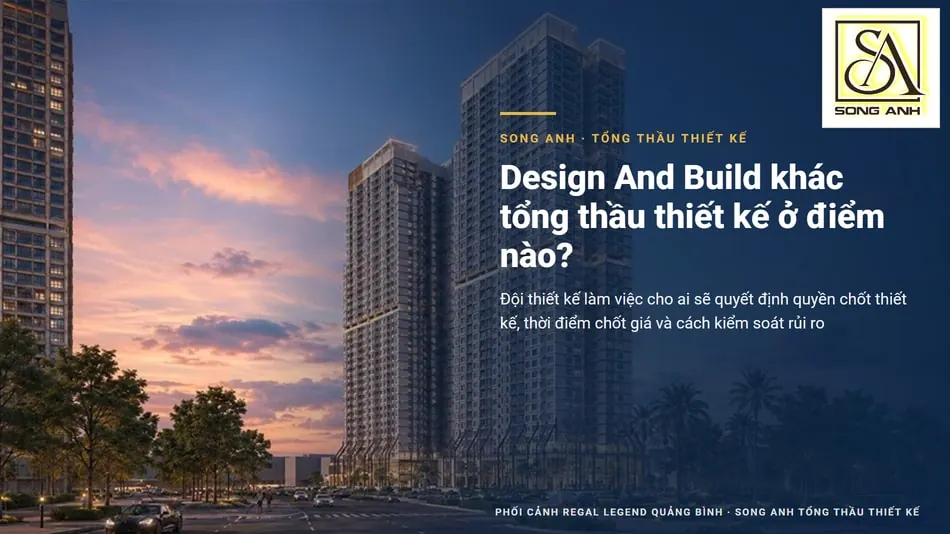 SA
SONG ANH
SONG ANH · TỔNG THẦU THIẾT KẾ
Design And Build khác
tổng thầu thiết kế ở điểm
nào?
Đội thiết kế làm việc cho ai sẽ quyết định quyền chốt thiết
kế, thời điểm chốt giá và cách kiểm soát rủi ro
PHỐI CẢNH REGAL LEGEND QUẢNG BÌNH · SONG ANH TỔNG THẦU THIẾT KẾ